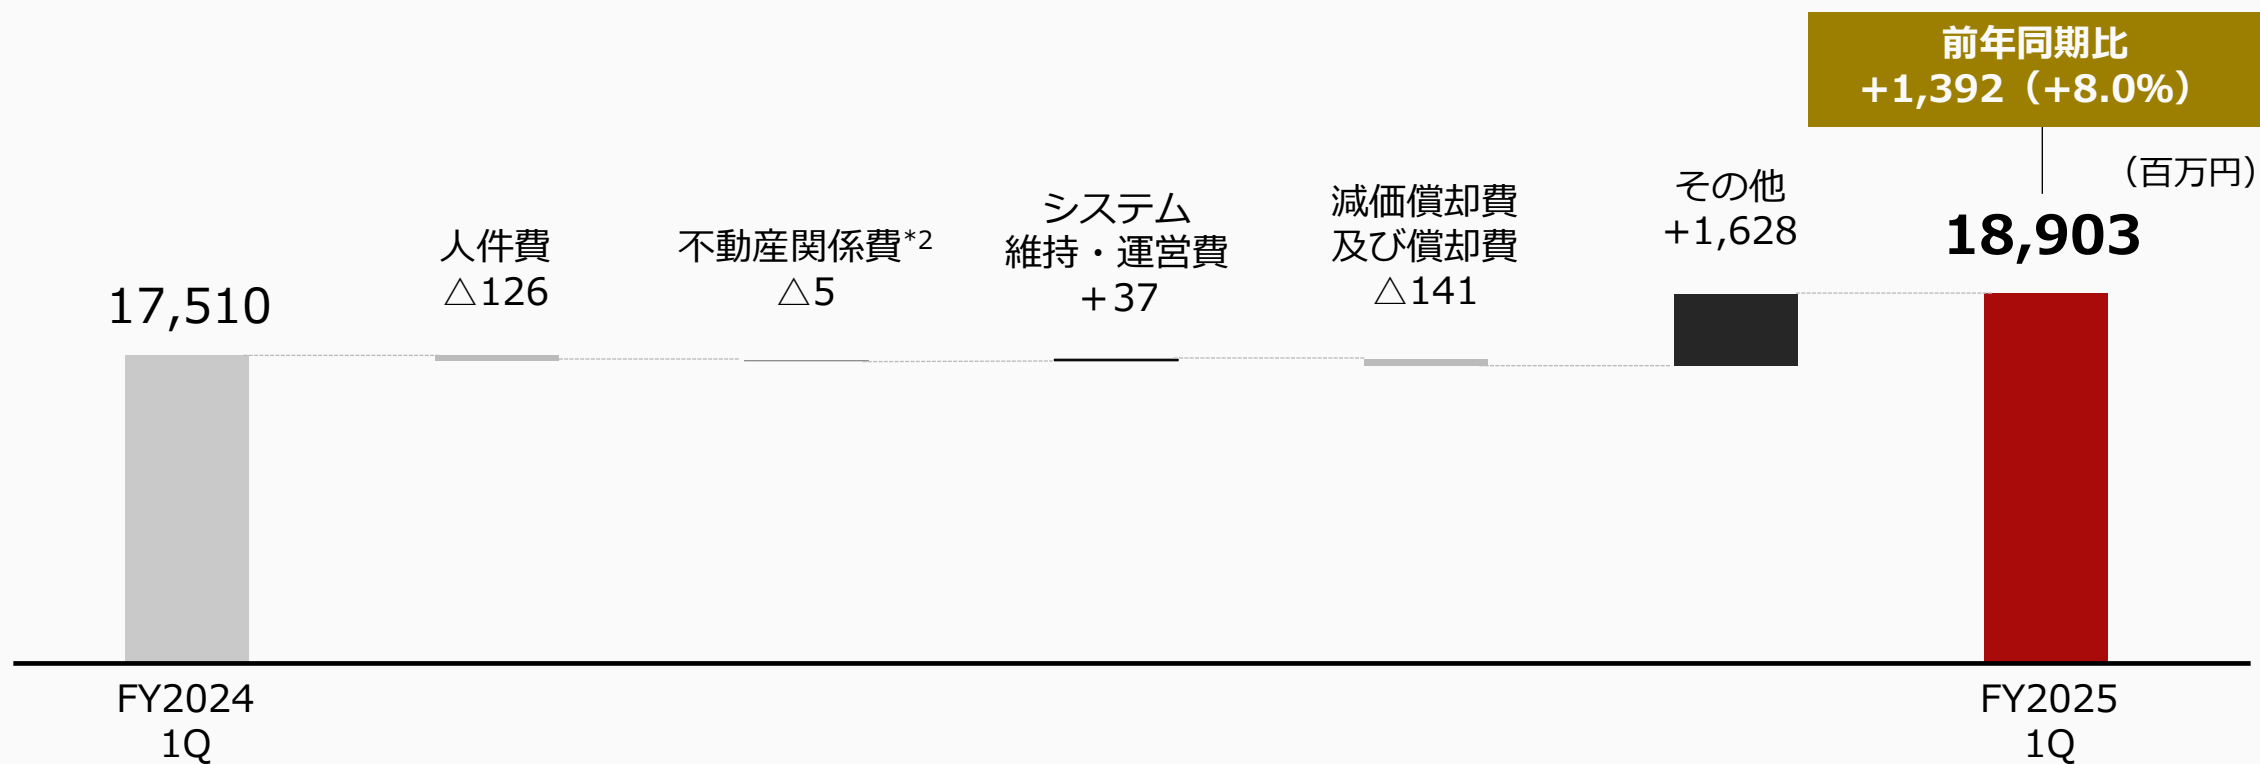 前年同期比
+1,392（+8.0%）
（百万円）
17,510
人件費
△126
不動産関係費*2
△5
システム
維持・運営費
＋37
減価償却費
及び償却費
△141
その他
+1,628
18,903
FY2024
1Q
FY2025
1Q